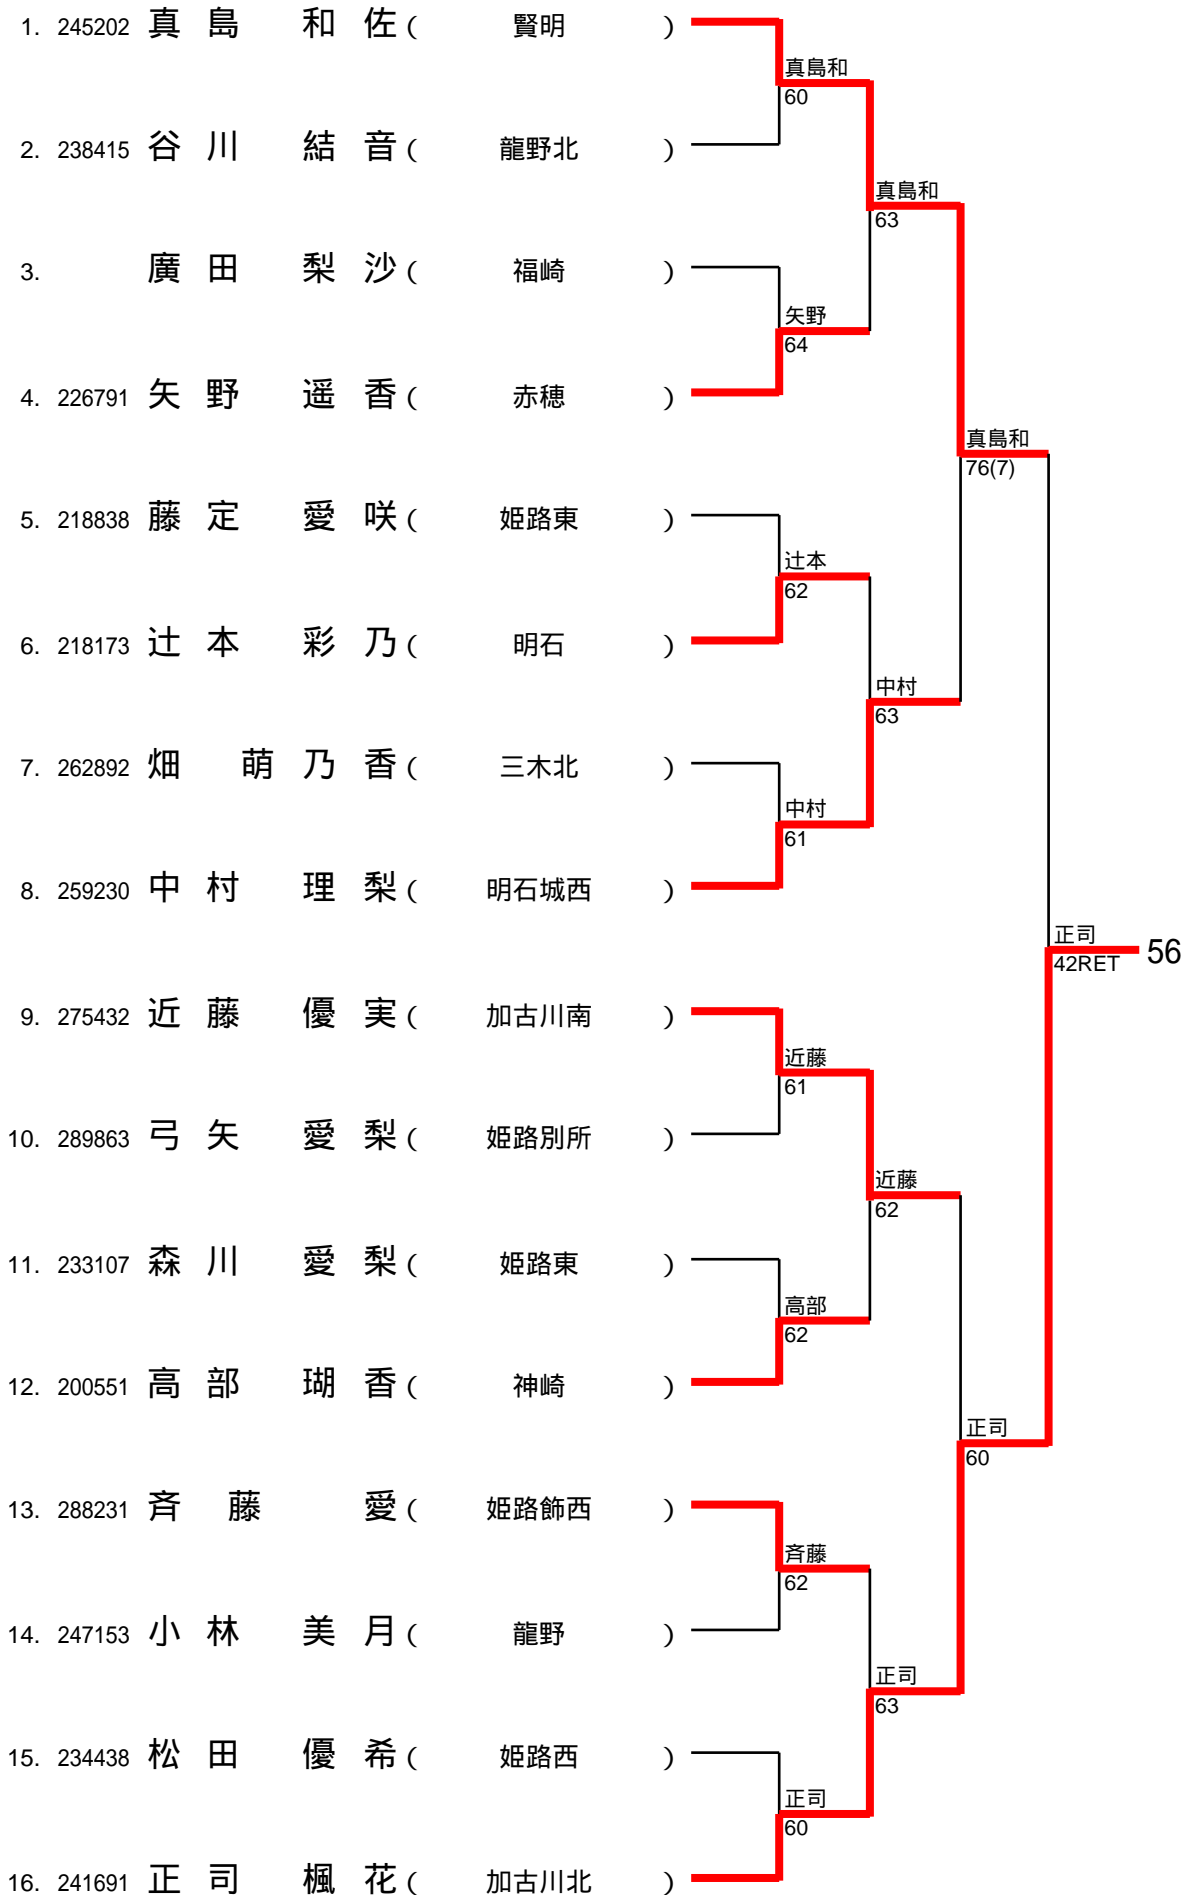 1. 245202 真島 和佐 ( 賢明 )
真島和
60
2. 238415 谷川 結音 ( 龍野北 )
真島和
63
3. 廣田 梨沙 ( 福崎 )
矢野
64
4. 226791 矢野 遥香 ( 赤穂 )
真島和
76(7)
5. 218838 藤定 愛咲 ( 姫路東 )
辻本
62
6. 218173 辻本 彩乃 ( 明石 )
中村
63
7. 262892 畑 萌乃香 ( 三木北 )
中村
61
8. 259230 中村 理梨 ( 明石城西 )
正司
42RET 56
9. 275432 近藤 優実 ( 加古川南 )
近藤
61
10. 289863 弓矢 愛梨 ( 姫路別所 )
近藤
62
11. 233107 森川 愛梨 ( 姫路東 )
高部
62
12. 200551 高部 瑚香 ( 神崎 )
正司
60
13. 288231 斉藤 愛 ( 姫路飾西 )
斉藤
62
14. 247153 小林 美月 ( 龍野 )
正司
63
15. 234438 松田 優希 ( 姫路西 )
正司
60
16. 241691 正司 楓花 ( 加古川北 )